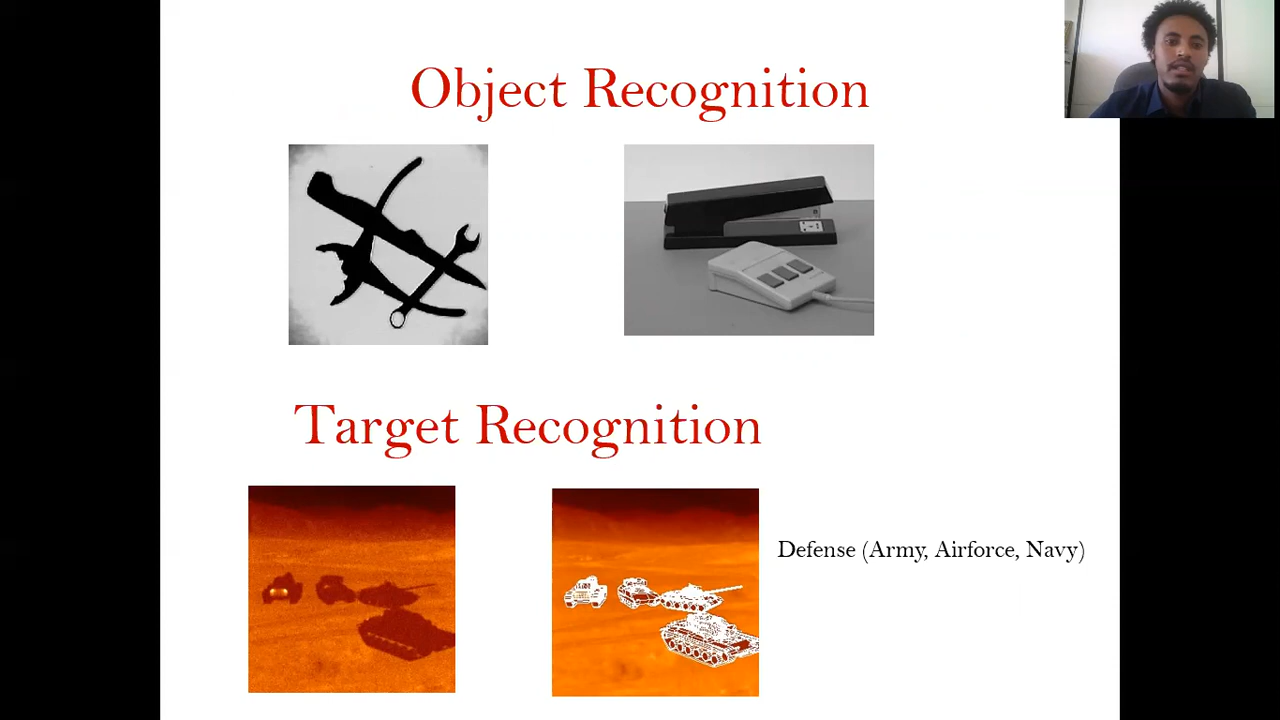 Object Recognition
Target Recognition
Defense (Army, Airforce, Navy)